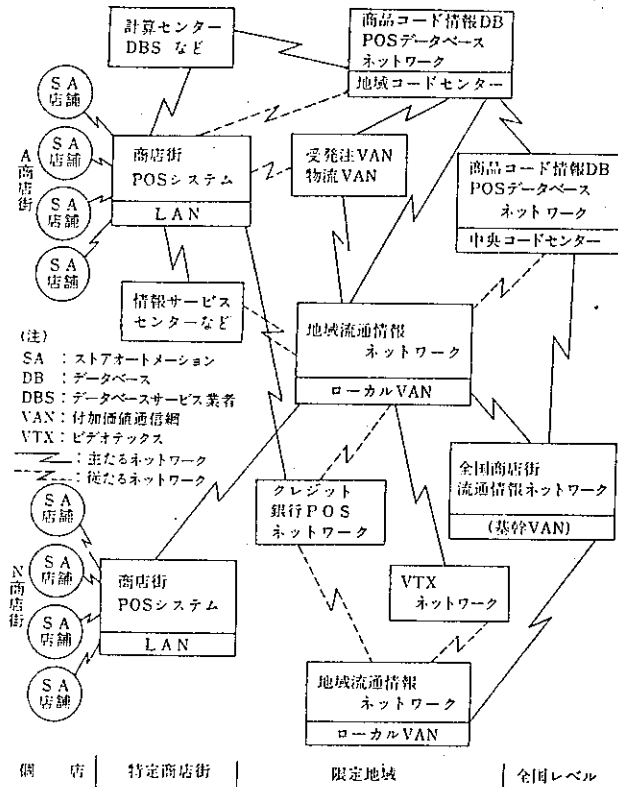 計算センター
DBS など
商品コード情報DB
POSデータベース
ネットワーク
地域コードセンター
A商店街
SA
店舗
SA
店舗
SA
店舗
SA
店舗
商店街
POSシステム
LAN
受発注VAN
物流VAN
商品コード情報DB
POSデータベース
ネットワーク
中央コードセンター
情報サービス
センターなど
地域流通情報
ネットワーク
ローカルVAN
(注)
SA :ストアオートメーション
DB :データベース
DBS:データベースサービス業者
VAN:付加価値通信網
VTX:ビデオテックス
:主たるネットワーク
:従たるネットワーク
クレジット
銀行POS
ネットワーク
全国商店街
流通情報ネットワーク
(基幹VAN)
N商店街
SA
店舗
SA
店舗
SA
店舗
SA
店舗
商店街
POSシステム
LAN
VTX
ネットワーク
地域流通情報
ネットワーク
ローカルVAN
個店
特定商店街
限定地域
全国レベル